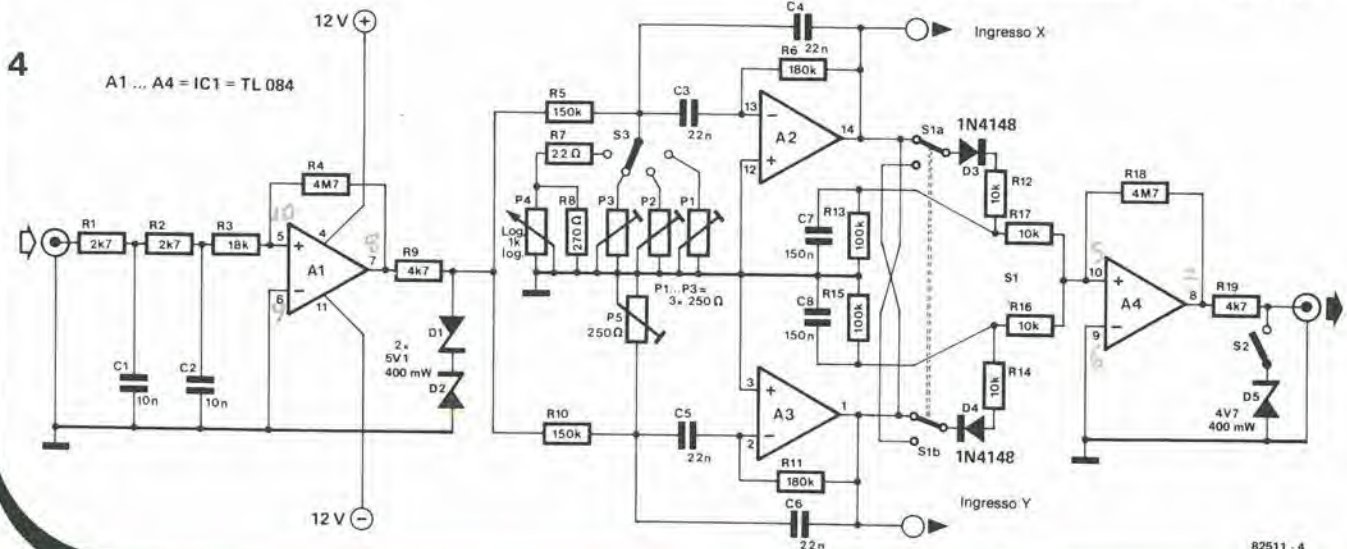 4
A1 ... A4 = IC1 = TL 084
12 V +
12 V −
R1
2k7
R2
2k7
R3
18k
C1
10n
C2
10n
R4
4M7
5
+
4
A1
7
6
−
11
R9
4k7
D1
2x
5V1
400 mW
D2
R5
150k
R7
22 Ω
S3
C3
22n
C4
22n
R6
180k
Ingresso X
P4
Log.
1k
log.
R8
270 Ω
P3
P2
P1
P1...P3 =
3x 250 Ω
P5
250 Ω
13
−
A2
14
12
+
R10
150k
C5
22n
3
+
A3
1
2
−
R11
180k
C6
22n
Ingresso Y
C7
150n
R13
100k
C8
150n
R15
100k
S1a
1N4148
D3
R12
10k
R17
10k
S1
R16
10k
R14
10k
D4
S1b
1N4148
R18
4M7
10
+
A4
8
9
−
R19
4k7
S2
D5
4V7
400 mW
82511 - 4